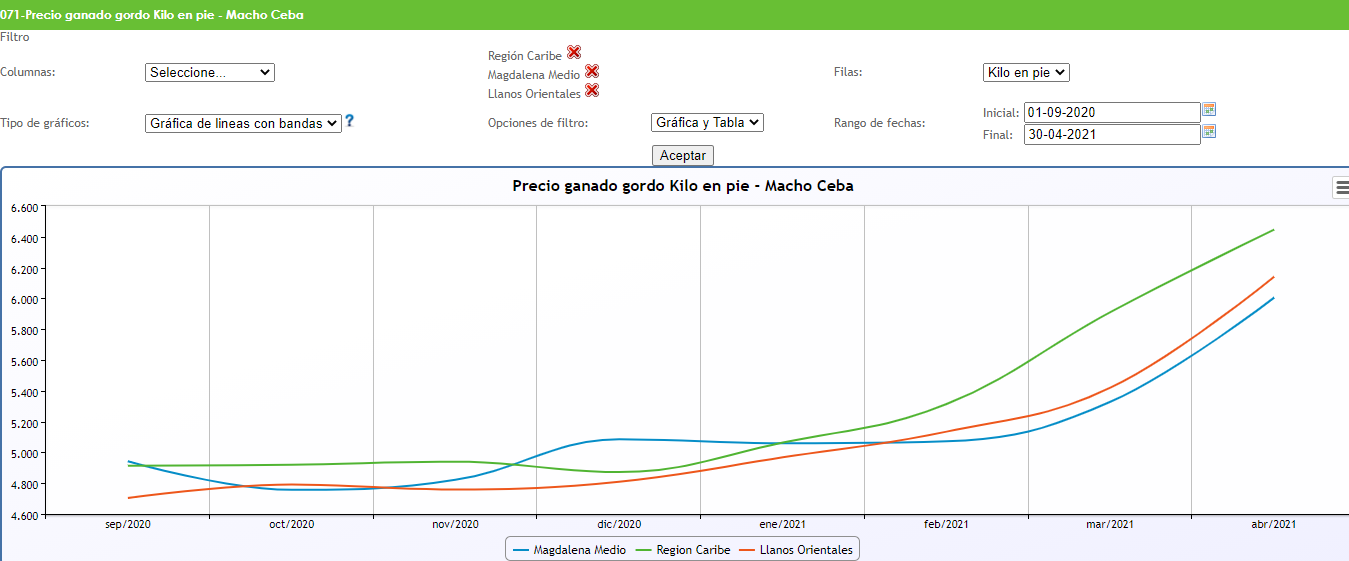 071-Precio ganado gordo Kilo en pie - Macho Ceba
Filtro
Columnas:
Seleccione...
Región Caribe
Magdalena Medio
Llanos Orientales
Filas:
Kilo en pie
Tipo de gráficos:
Gráfica de lineas con bandas
?
Opciones de filtro:
Gráfica y Tabla
Rango de fechas:
Inicial: 01-09-2020
Final: 30-04-2021
Aceptar
Precio ganado gordo Kilo en pie - Macho Ceba
6.600
6.400
6.200
6.000
5.800
5.600
5.400
5.200
5.000
4.800
4.600
sep/2020 oct/2020 nov/2020 dic/2020 ene/2021 feb/2021 mar/2021 abr/2021
Magdalena Medio Region Caribe Llanos Orientales